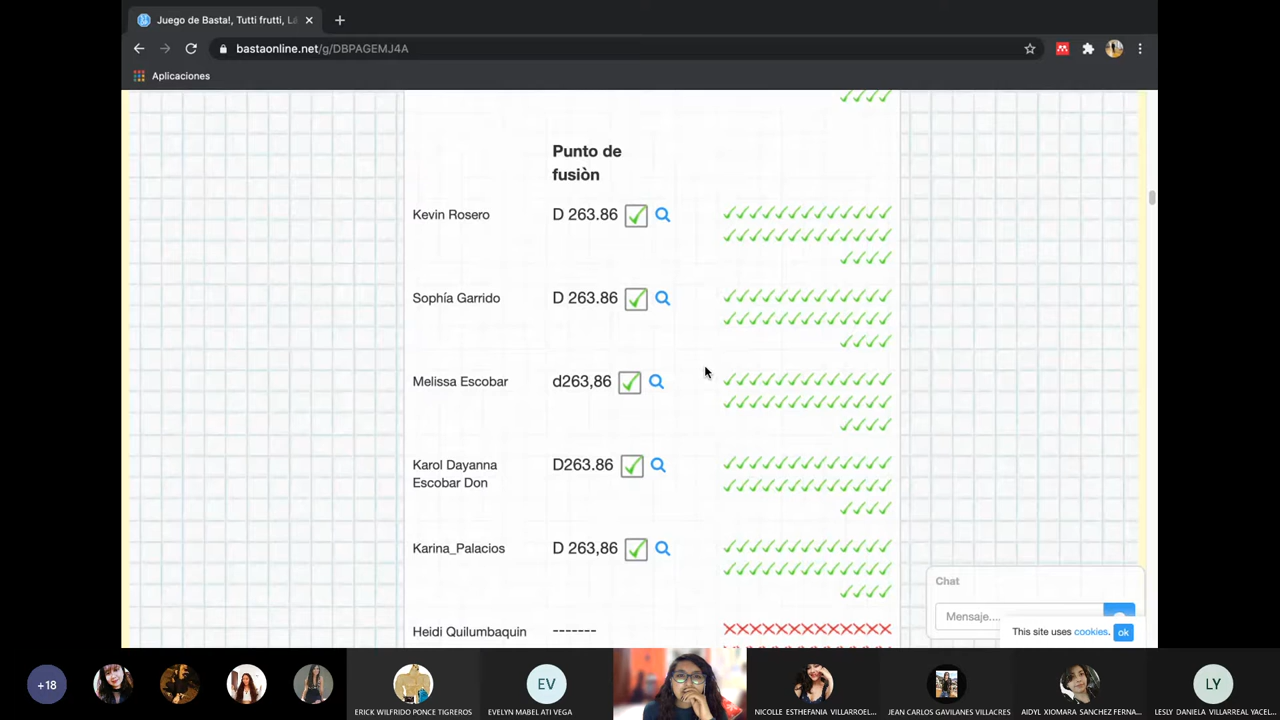 Juego de Basta!, Tutti frutti, Lá
bastaonline.net/g/DBPAGEMJ4A
Aplicaciones
Punto de
fusiòn
Kevin Rosero D 263.86
Sophía Garrido D 263.86
Melissa Escobar d263,86
Karol Dayanna
Escobar Don D263.86
Karina_Palacios D 263,86
Heidi Quilumbaquin -------
Chat
Mensaje....
This site uses cookies. ok
+18
EV
LY
ERICK WILFRIDO PONCE TIGREROS
EVELYN MABEL ATI VEGA
NICOLLE ESTHEFANIA VILLARROEL...
JEAN CARLOS GAVILANES VILLACRES
AIDYL XIOMARA SANCHEZ FERNA...
LESLY DANIELA VILLARREAL YACEL...